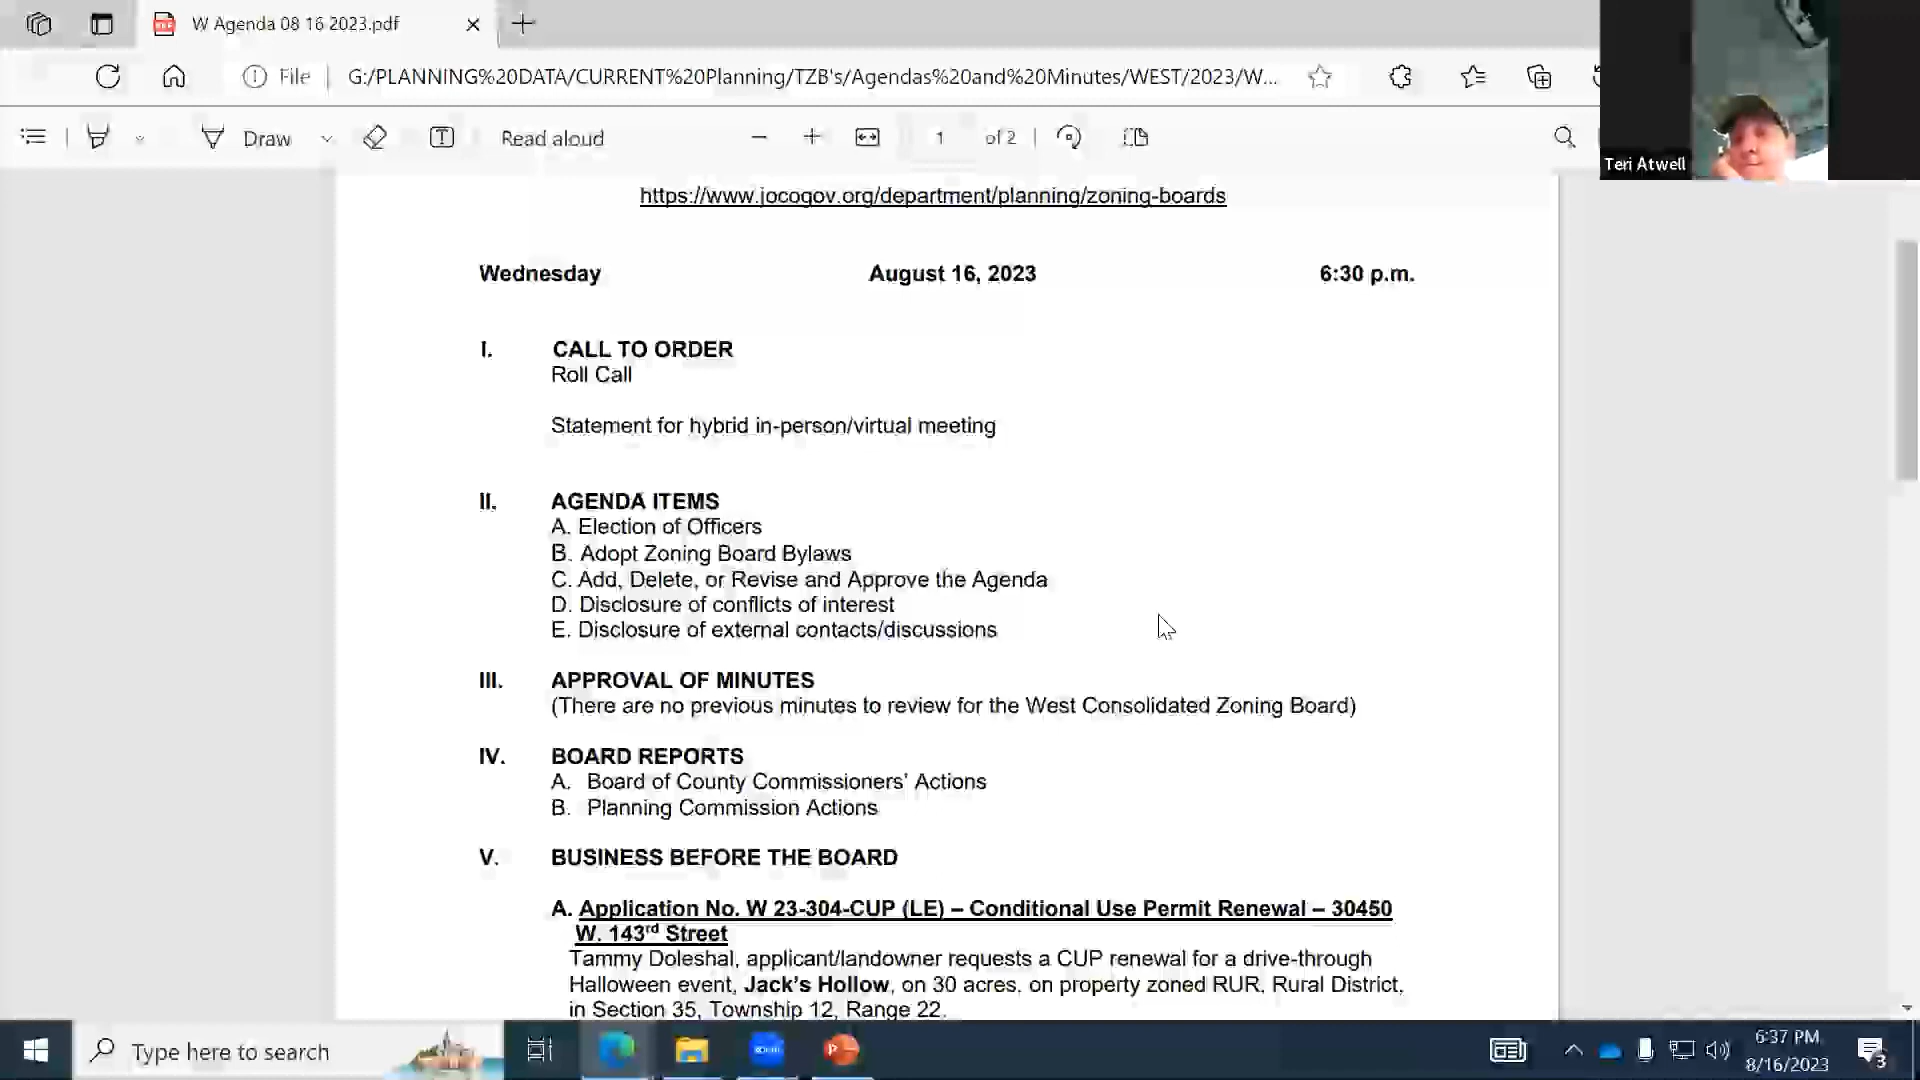 W Agenda 08 16 2023.pdf
File
G:/PLANNING%20DATA/CURRENT%20Planning/TZB's/Agendas%20and%20Minutes/WEST/2023/W...
Draw
Read aloud
1
of 2
Teri Atwell
https://www.jocogov.org/department/planning/zoning-boards
Wednesday August 16, 2023 6:30 p.m.
I. CALL TO ORDER
Roll Call
Statement for hybrid in-person/virtual meeting
II. AGENDA ITEMS
A. Election of Officers
B. Adopt Zoning Board Bylaws
C. Add, Delete, or Revise and Approve the Agenda
D. Disclosure of conflicts of interest
E. Disclosure of external contacts/discussions
III. APPROVAL OF MINUTES
(There are no previous minutes to review for the West Consolidated Zoning Board)
IV. BOARD REPORTS
A. Board of County Commissioners' Actions
B. Planning Commission Actions
V. BUSINESS BEFORE THE BOARD
A. Application No. W 23-304-CUP (LE) – Conditional Use Permit Renewal – 30450
W. 143rd Street
Tammy Doleshal, applicant/landowner requests a CUP renewal for a drive-through
Halloween event, Jack's Hollow, on 30 acres, on property zoned RUR, Rural District,
in Section 35, Township 12, Range 22.
Type here to search
zoom
P
6:37 PM
8/16/2023
3